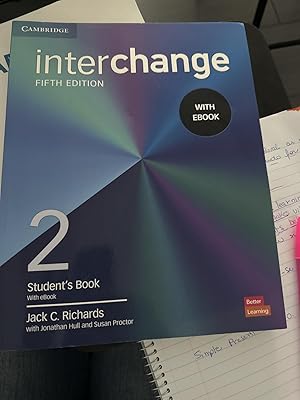 CAMBRIDGE
interchange
FIFTH EDITION
WITH
EBOOK
2
Student's Book
With eBook
Jack C. Richards
with Jonathan Hull and Susan Proctor
Better
Learning
Simple Present